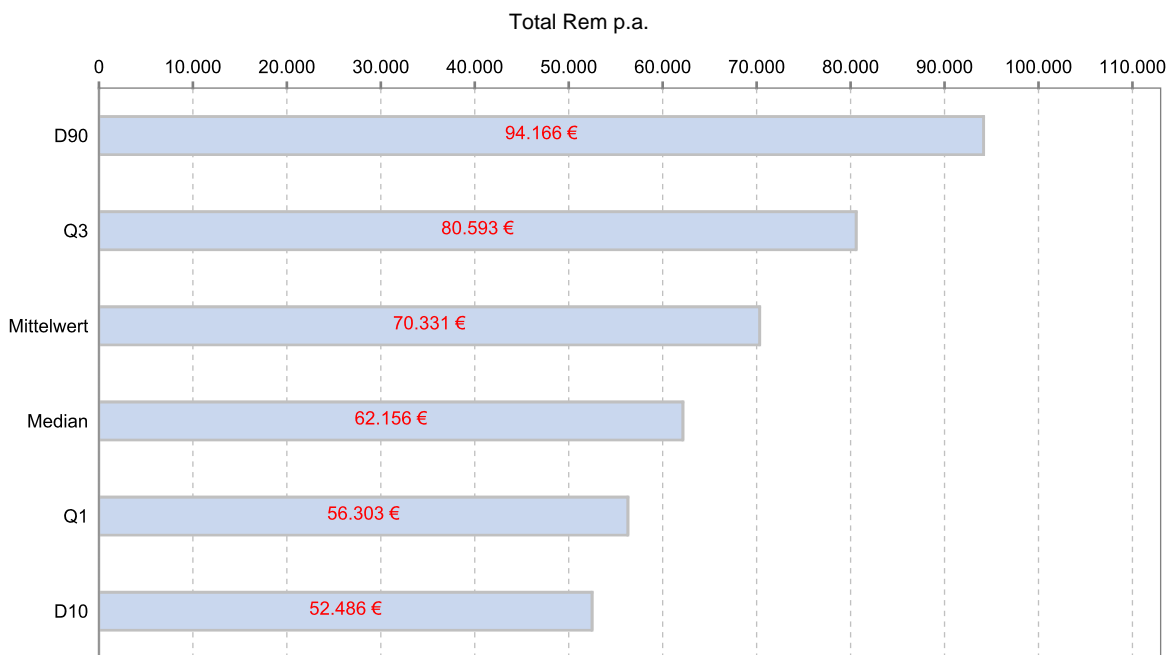 Total Rem p.a.
0 10.000 20.000 30.000 40.000 50.000 60.000 70.000 80.000 90.000 100.000 110.000
D90 94.166 €
Q3 80.593 €
Mittelwert 70.331 €
Median 62.156 €
Q1 56.303 €
D10 52.486 €